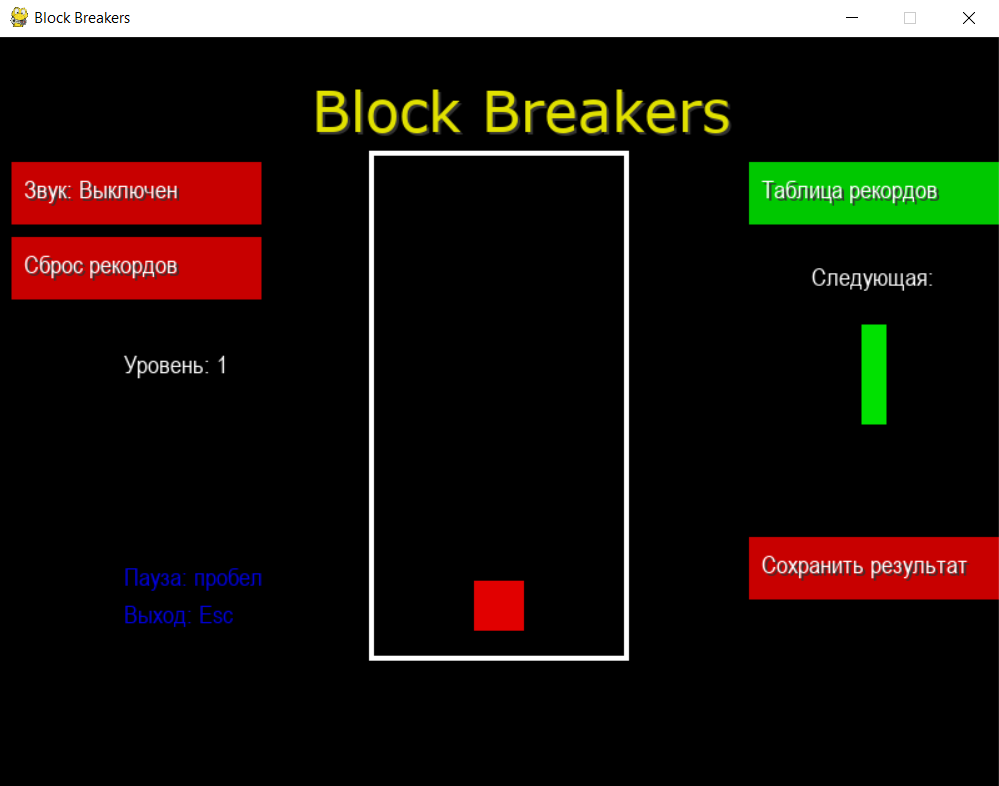 Block Breakers
Block Breakers
Звук: Выключен
Таблица рекордов
Сброс рекордов
Следующая:
Уровень: 1
Сохранить результат
Пауза: пробел
Выход: Esc